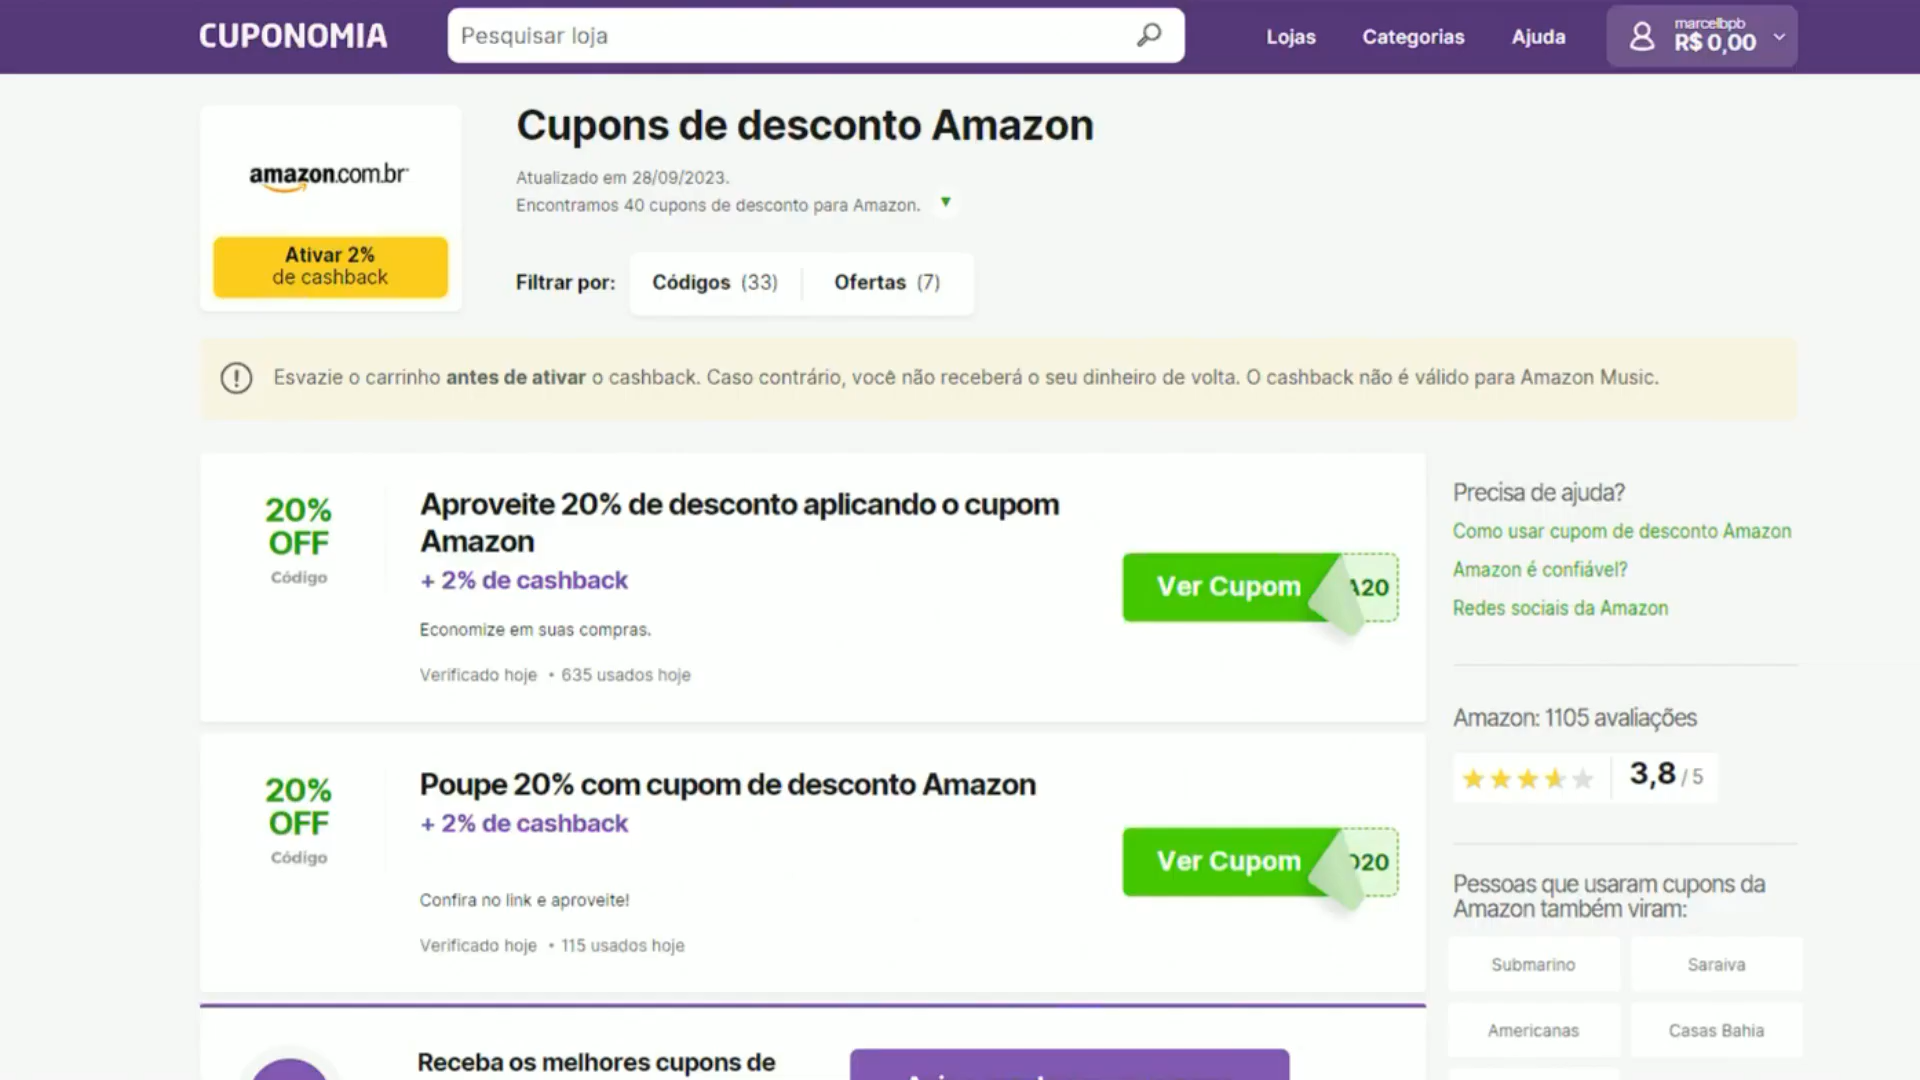 CUPONOMIA
Pesquisar loja
Lojas
Categorias
Ajuda
marcelbpb
R$ 0,00
amazon.com.br
Ativar 2%
de cashback
Cupons de desconto Amazon
Atualizado em 28/09/2023.
Encontramos 40 cupons de desconto para Amazon.
Filtrar por:
Códigos (33)
Ofertas (7)
Esvazie o carrinho antes de ativar o cashback. Caso contrário, você não receberá o seu dinheiro de volta. O cashback não é válido para Amazon Music.
20%
OFF
Código
Aproveite 20% de desconto aplicando o cupom
Amazon
+ 2% de cashback
Economize em suas compras.
Verificado hoje • 635 usados hoje
Ver Cupom
A20
20%
OFF
Código
Poupe 20% com cupom de desconto Amazon
+ 2% de cashback
Confira no link e aproveite!
Verificado hoje • 115 usados hoje
Ver Cupom
20
Receba os melhores cupons de
Precisa de ajuda?
Como usar cupom de desconto Amazon
Amazon é confiável?
Redes sociais da Amazon
Amazon: 1105 avaliações
3,8 / 5
Pessoas que usaram cupons da
Amazon também viram:
Submarino
Saraiva
Americanas
Casas Bahia